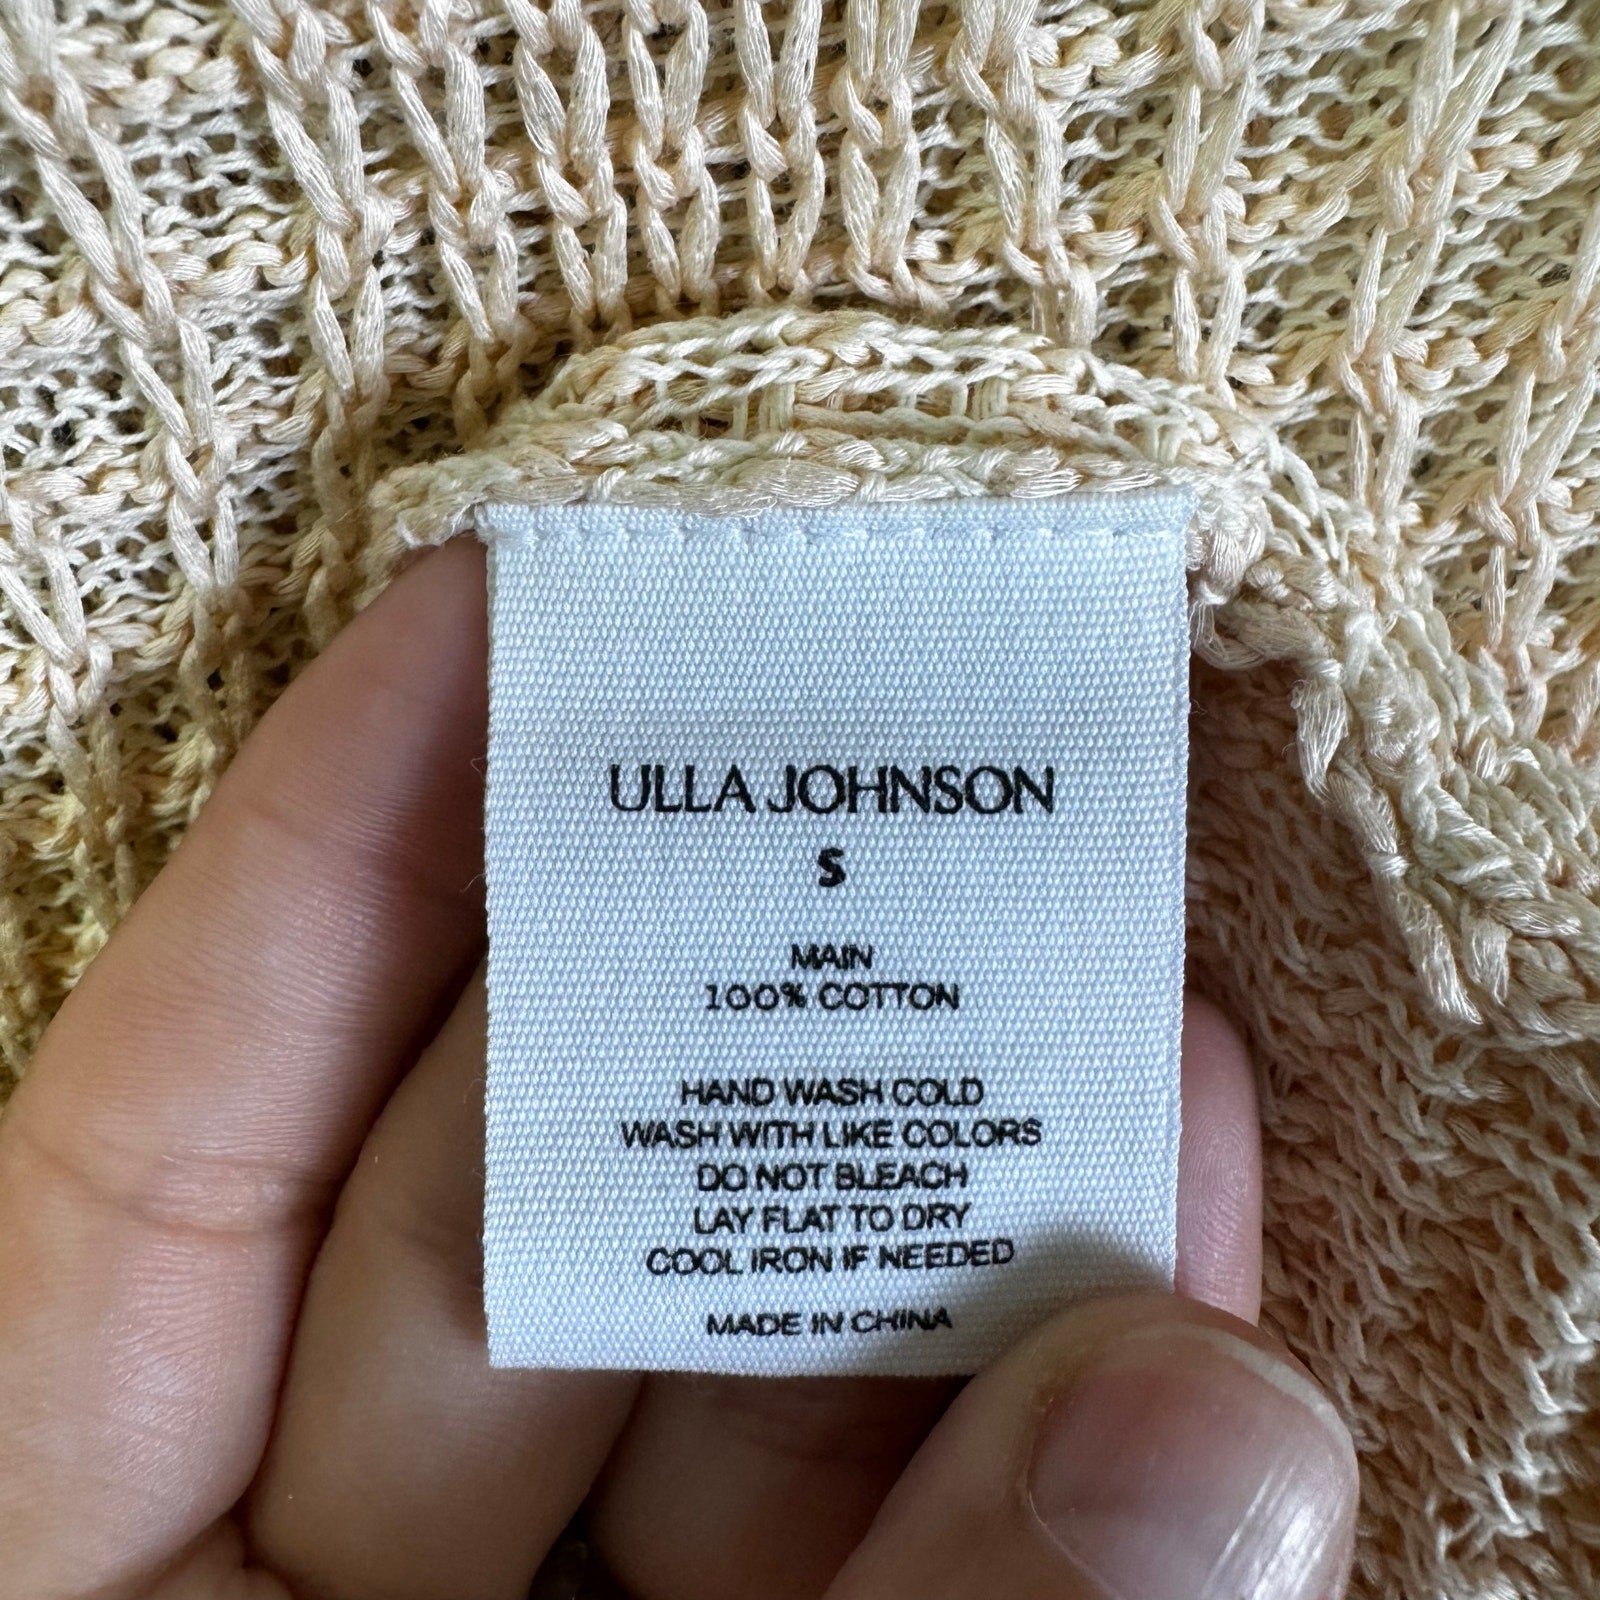 ULLA JOHNSON
S
MAIN
100% COTTON
HAND WASH COLD
WASH WITH LIKE COLORS
DO NOT BLEACH
LAY FLAT TO DRY
COOL IRON IF NEEDED
MADE IN CHINA